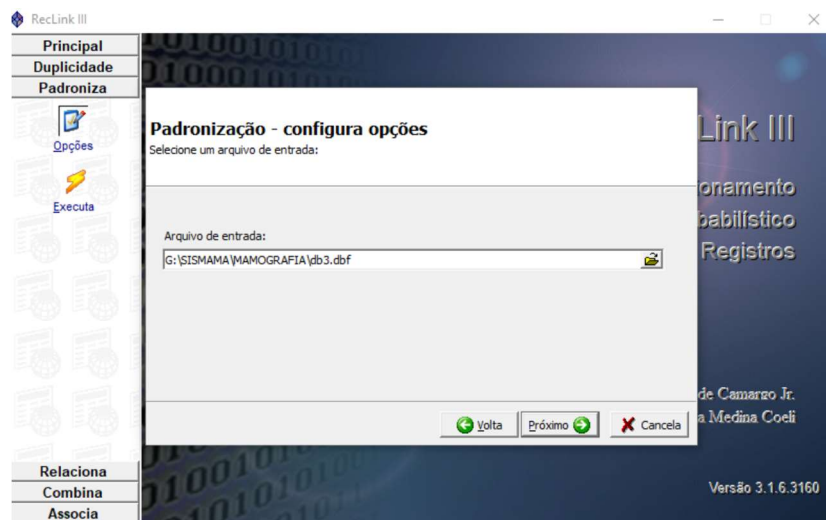 RecLink III
Principal
Duplicidade
Padroniza
Opções
Executa
Padronização - configura opções
Selecione um arquivo de entrada:
Arquivo de entrada:
G:\SISMAMA\MAMOGRAFIA\db3.dbf
Volta
Próximo
Cancela
Link III
onamento
babilístico
Registros
de Camargo Jr.
a Medina Coeli
Versão 3.1.6.3160
Relaciona
Combina
Associa